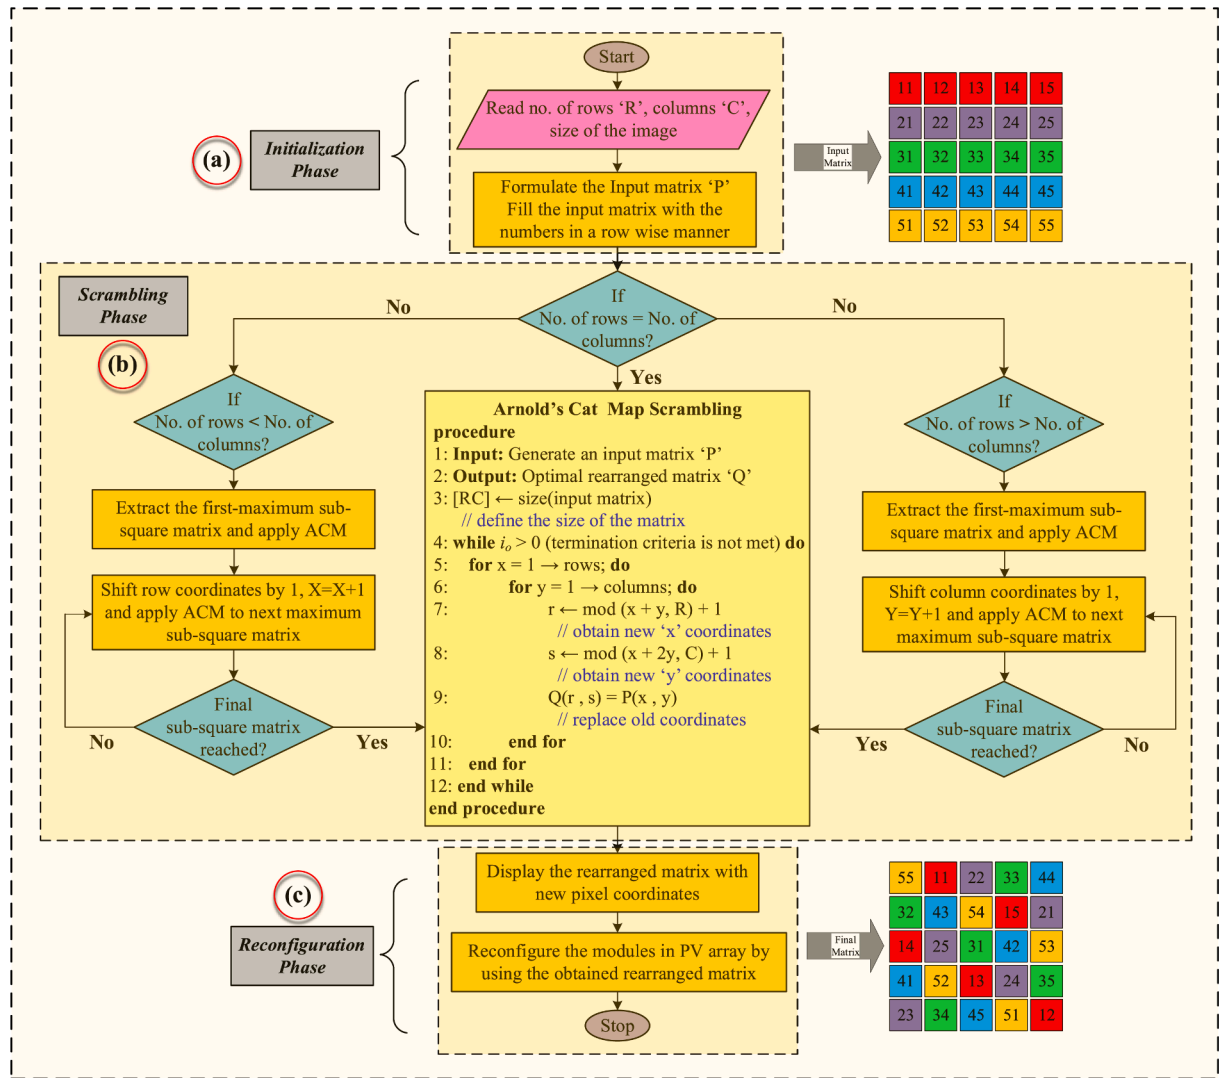 Start
Read no. of rows ‘R’, columns ‘C’,
size of the image
(a)
Initialization
Phase
Formulate the Input matrix ‘P’
Fill the input matrix with the
numbers in a row wise manner
Input
Matrix
11 12 13 14 15
21 22 23 24 25
31 32 33 34 35
41 42 43 44 45
51 52 53 54 55
Scrambling
Phase
(b)
If
No. of rows = No. of
columns?
No
No
Yes
If
No. of rows < No. of
columns?
Extract the first-maximum sub-
square matrix and apply ACM
Shift row coordinates by 1, X=X+1
and apply ACM to next maximum
sub-square matrix
Final
sub-square matrix
reached?
No
Yes
Arnold’s Cat Map Scrambling
procedure
1: Input: Generate an input matrix ‘P’
2: Output: Optimal rearranged matrix ‘Q’
3: [RC] ← size(input matrix)
// define the size of the matrix
4: while iₒ > 0 (termination criteria is not met) do
5: for x = 1 → rows; do
6: for y = 1 → columns; do
7: r ← mod (x + y, R) + 1
// obtain new ‘x’ coordinates
8: s ← mod (x + 2y, C) + 1
// obtain new ‘y’ coordinates
9: Q(r , s) = P(x , y)
// replace old coordinates
10: end for
11: end for
12: end while
end procedure
If
No. of rows > No. of
columns?
Extract the first-maximum sub-
square matrix and apply ACM
Shift column coordinates by 1,
Y=Y+1 and apply ACM to next
maximum sub-square matrix
Final
sub-square matrix
reached?
Yes
No
(c)
Reconfiguration
Phase
Display the rearranged matrix with
new pixel coordinates
Reconfigure the modules in PV array by
using the obtained rearranged matrix
Stop
Final
Matrix
55 11 22 33 44
32 43 54 15 21
14 25 31 42 53
41 52 13 24 35
23 34 45 51 12